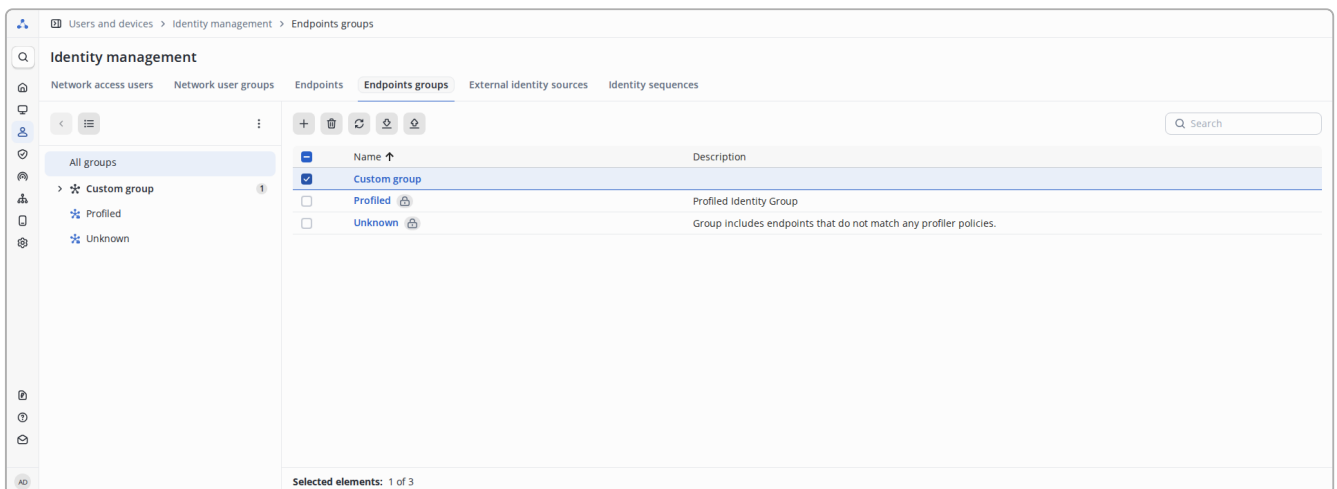 Users and devices > Identity management > Endpoints groups
Identity management
Network access users Network user groups Endpoints Endpoints groups External identity sources Identity sequences
Search
All groups
Custom group 1
Profiled
Unknown
Name Description
Custom group
Profiled Profiled Identity Group
Unknown Group includes endpoints that do not match any profiler policies.
AD
Selected elements: 1 of 3